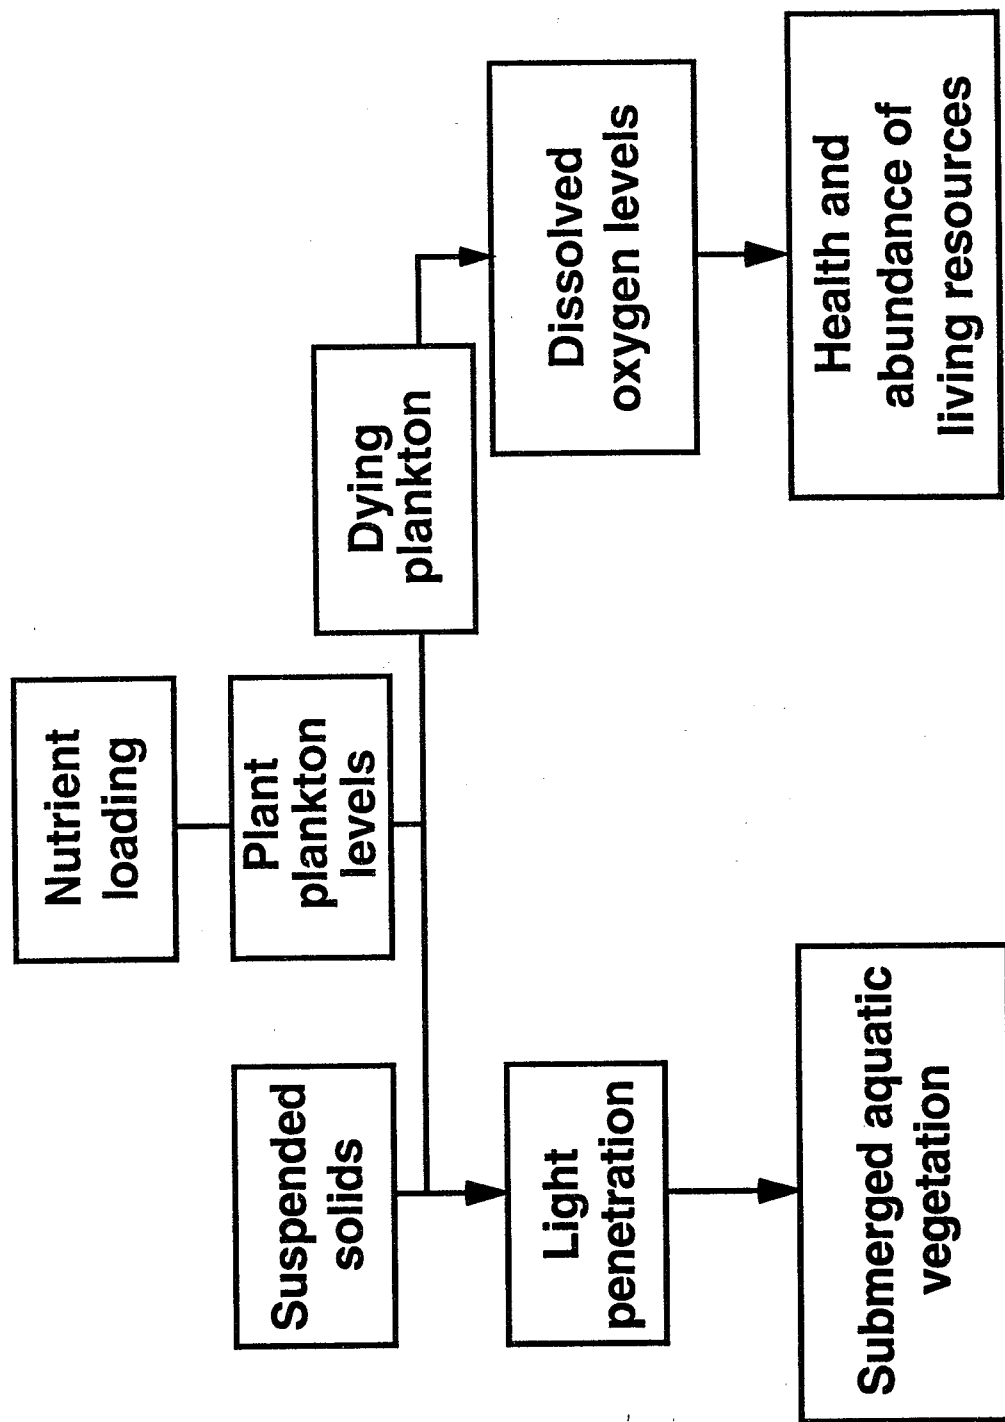 Nutrient
loading
Suspended
solids
Plant
plankton
levels
Dying
plankton
Light
penetration
Dissolved
oxygen levels
Submerged aquatic
vegetation
Health and
abundance of
living resources